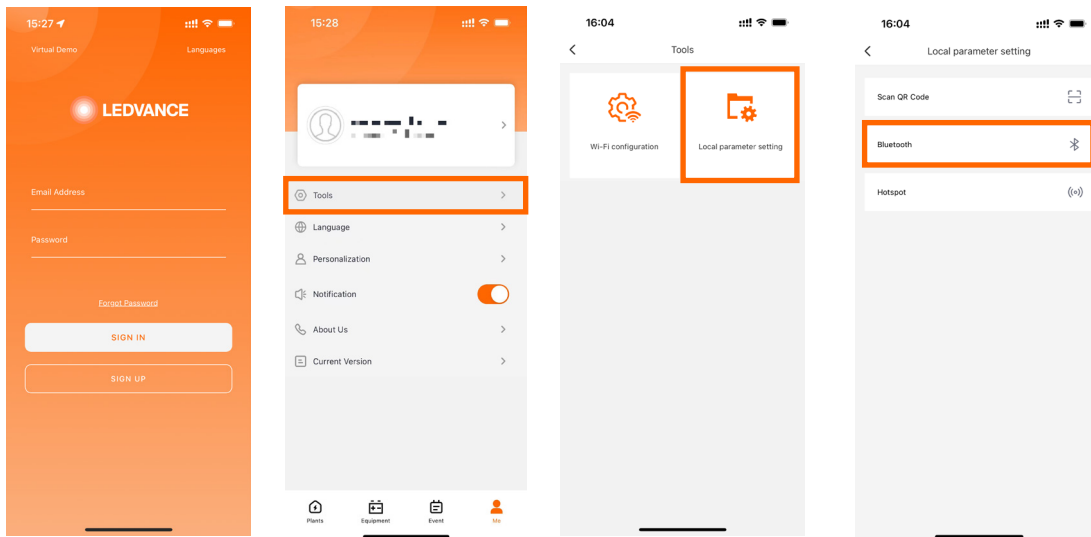 15:27
Virtual Demo Languages
LEDVANCE
Email Address
Password
Forgot Password
SIGN IN
SIGN UP
15:28
Tools
Language
Personalization
Notification
About Us
Current Version
Plants Equipment Event Me
16:04
Tools
Wi-Fi configuration Local parameter setting
16:04
Local parameter setting
Scan QR Code
Bluetooth
Hotspot